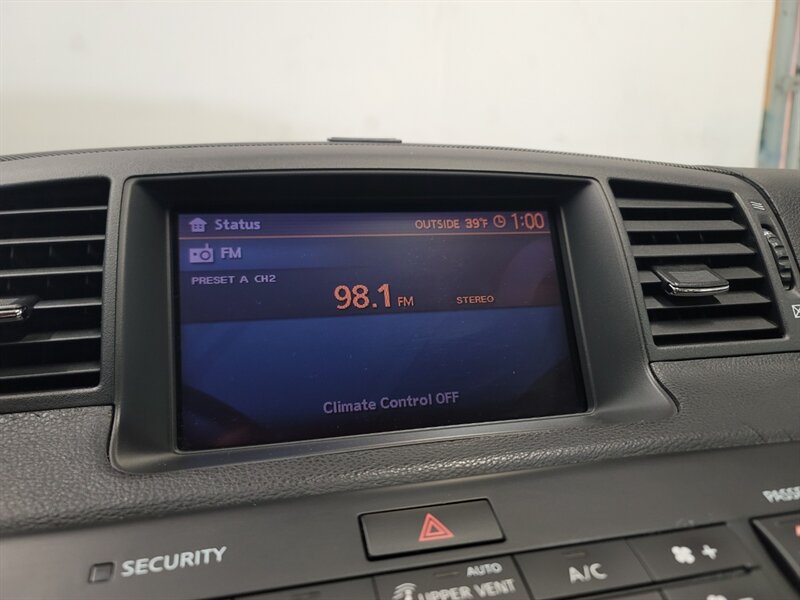 Status OUTSIDE 39°F 1:00
FM
PRESET A CH2
98.1 FM STEREO
Climate Control OFF
SECURITY
AUTO
UPPER VENT
A/C
+